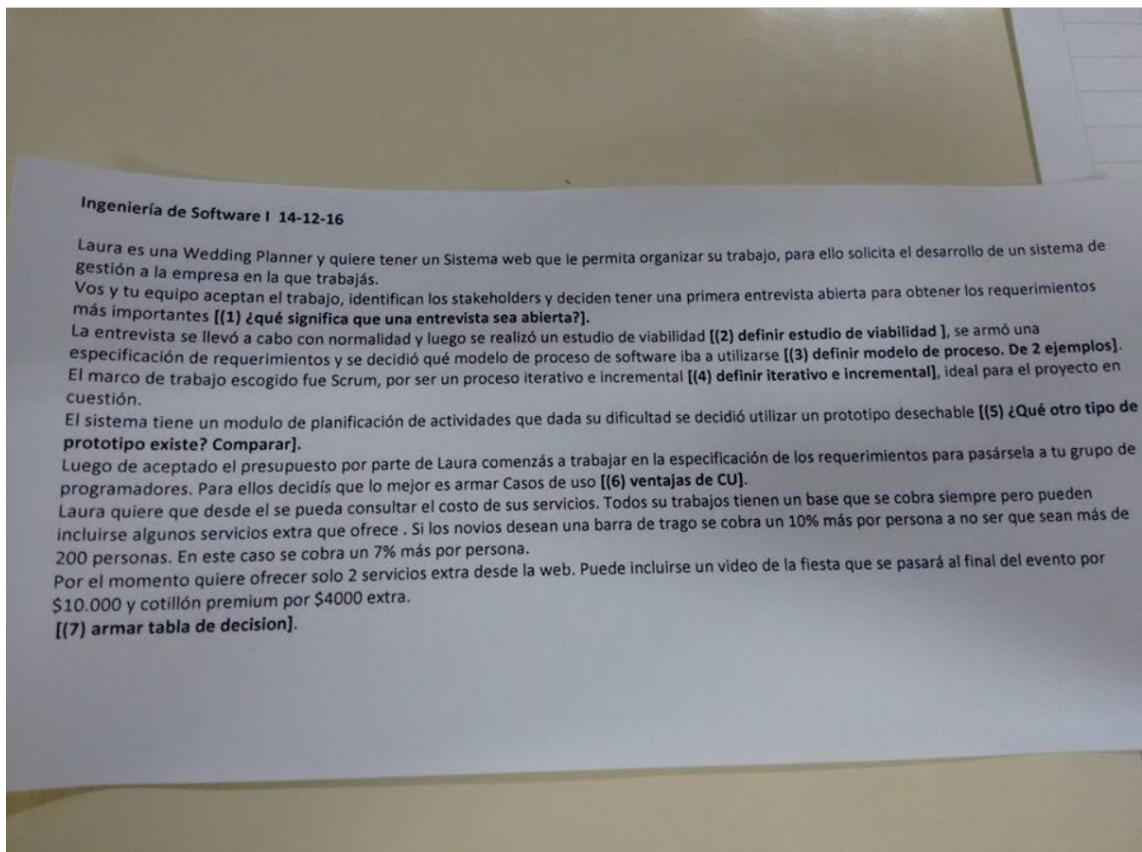 Ingeniería de Software I 14-12-16
Laura es una Wedding Planner y quiere tener un Sistema web que le permita organizar su trabajo, para ello solicita el desarrollo de un sistema de
gestión a la empresa en la que trabajás.
Vos y tu equipo aceptan el trabajo, identifican los stakeholders y deciden tener una primera entrevista abierta para obtener los requerimientos
más importantes [(1) ¿qué significa que una entrevista sea abierta?].
La entrevista se llevó a cabo con normalidad y luego se realizó un estudio de viabilidad [(2) definir estudio de viabilidad ], se armó una
especificación de requerimientos y se decidió qué modelo de proceso de software iba a utilizarse [(3) definir modelo de proceso. De 2 ejemplos].
El marco de trabajo escogido fue Scrum, por ser un proceso iterativo e incremental [(4) definir iterativo e incremental], ideal para el proyecto en
cuestión.
El sistema tiene un modulo de planificación de actividades que dada su dificultad se decidió utilizar un prototipo desechable [(5) ¿Qué otro tipo de
prototipo existe? Comparar].
Luego de aceptado el presupuesto por parte de Laura comenzás a trabajar en la especificación de los requerimientos para pasársela a tu grupo de
programadores. Para ellos decidís que lo mejor es armar Casos de uso [(6) ventajas de CU].
Laura quiere que desde el se pueda consultar el costo de sus servicios. Todos su trabajos tienen un base que se cobra siempre pero pueden
incluirse algunos servicios extra que ofrece . Si los novios desean una barra de trago se cobra un 10% más por persona a no ser que sean más de
200 personas. En este caso se cobra un 7% más por persona.
Por el momento quiere ofrecer solo 2 servicios extra desde la web. Puede incluirse un video de la fiesta que se pasará al final del evento por
$10.000 y cotillón premium por $4000 extra.
[(7) armar tabla de decision].